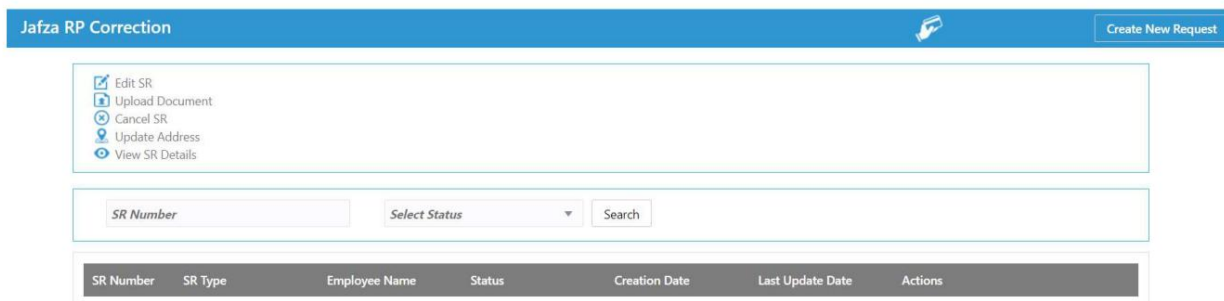 Jafza RP Correction
Create New Request
Edit SR
Upload Document
Cancel SR
Update Address
View SR Details
SR Number
Select Status
Search
SR Number SR Type Employee Name Status Creation Date Last Update Date Actions